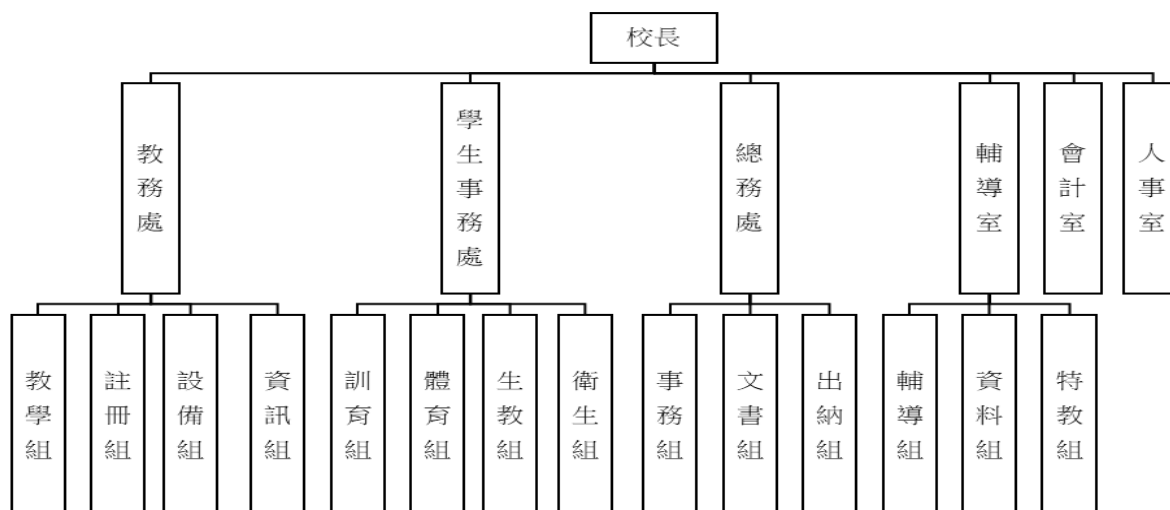 校長
教務處
學生事務處
總務處
輔導室
會計室
人事室
教學組
註冊組
設備組
資訊組
訓育組
體育組
生教組
衛生組
事務組
文書組
出納組
輔導組
資料組
特教組